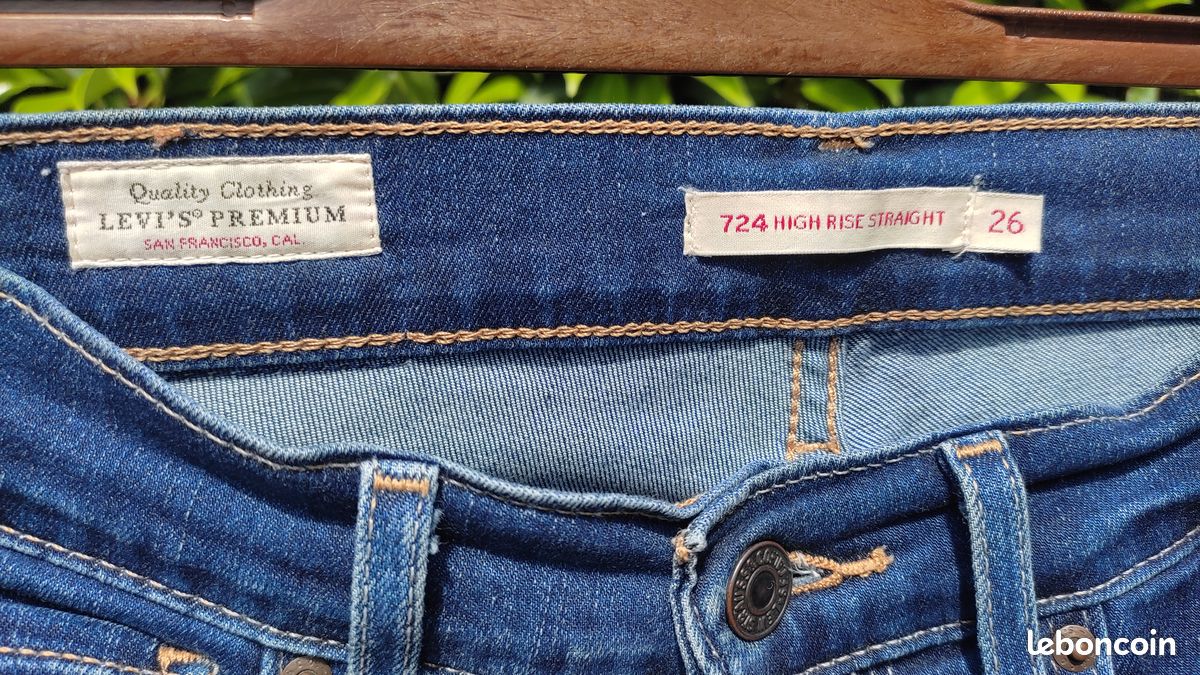 Quality Clothing
LEVI'S® PREMIUM
SAN FRANCISCO, CAL.
724 HIGH RISE STRAIGHT 26
leboncoin